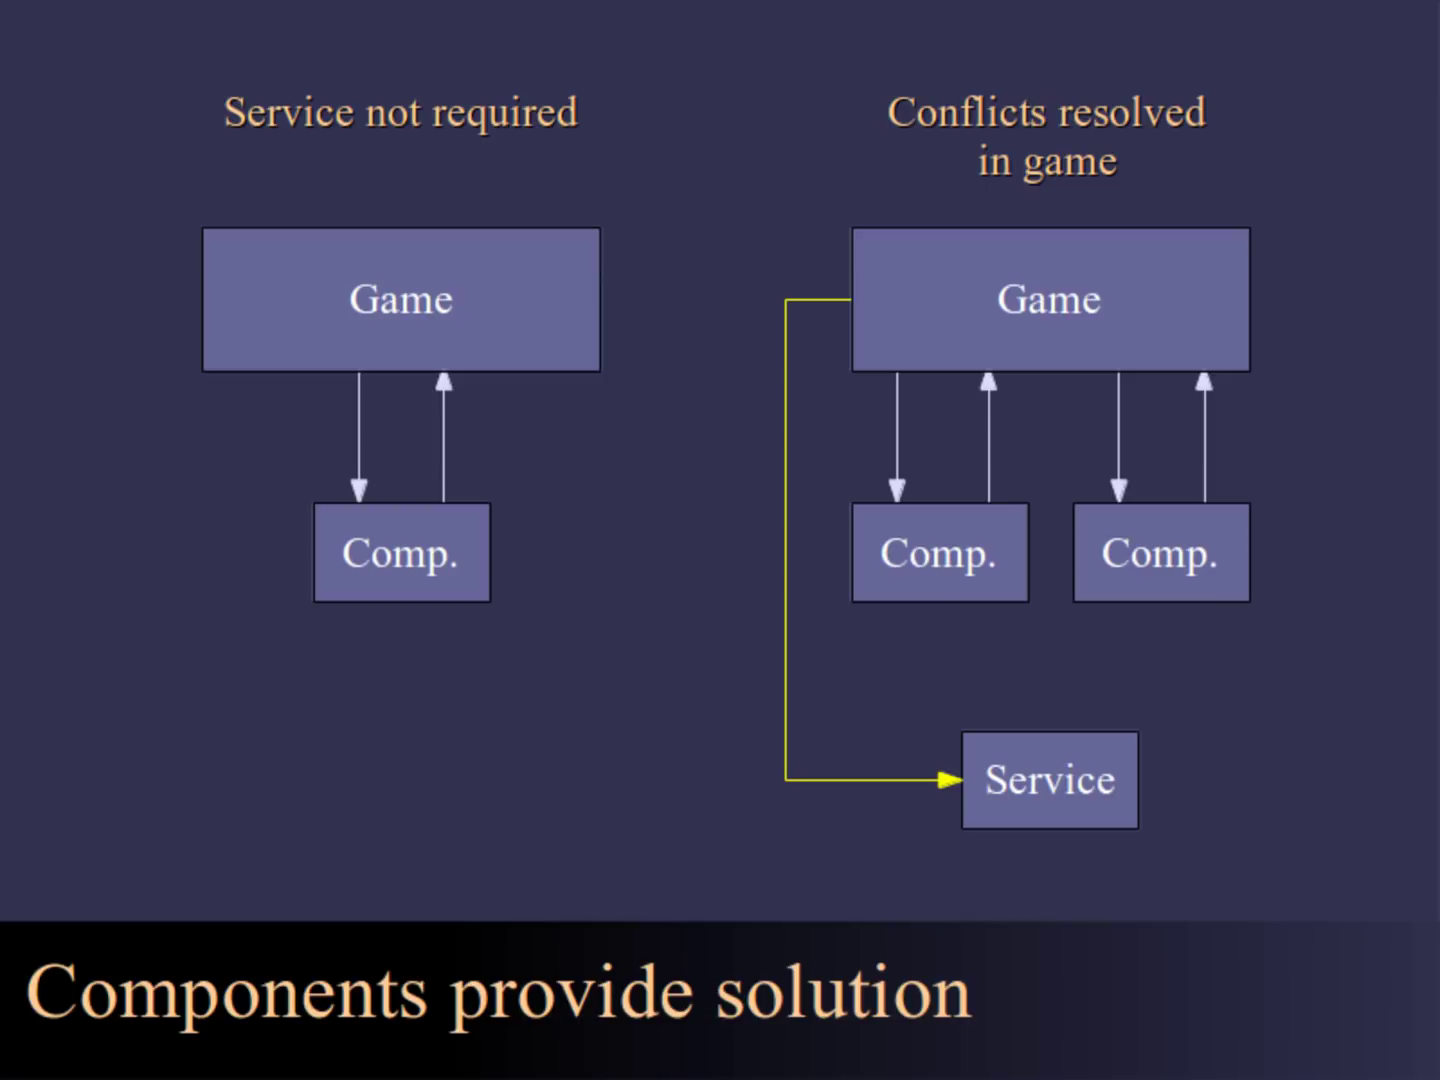 Service not required
Game
Comp.
Conflicts resolved
in game
Game
Comp.
Comp.
Service
Components provide solution